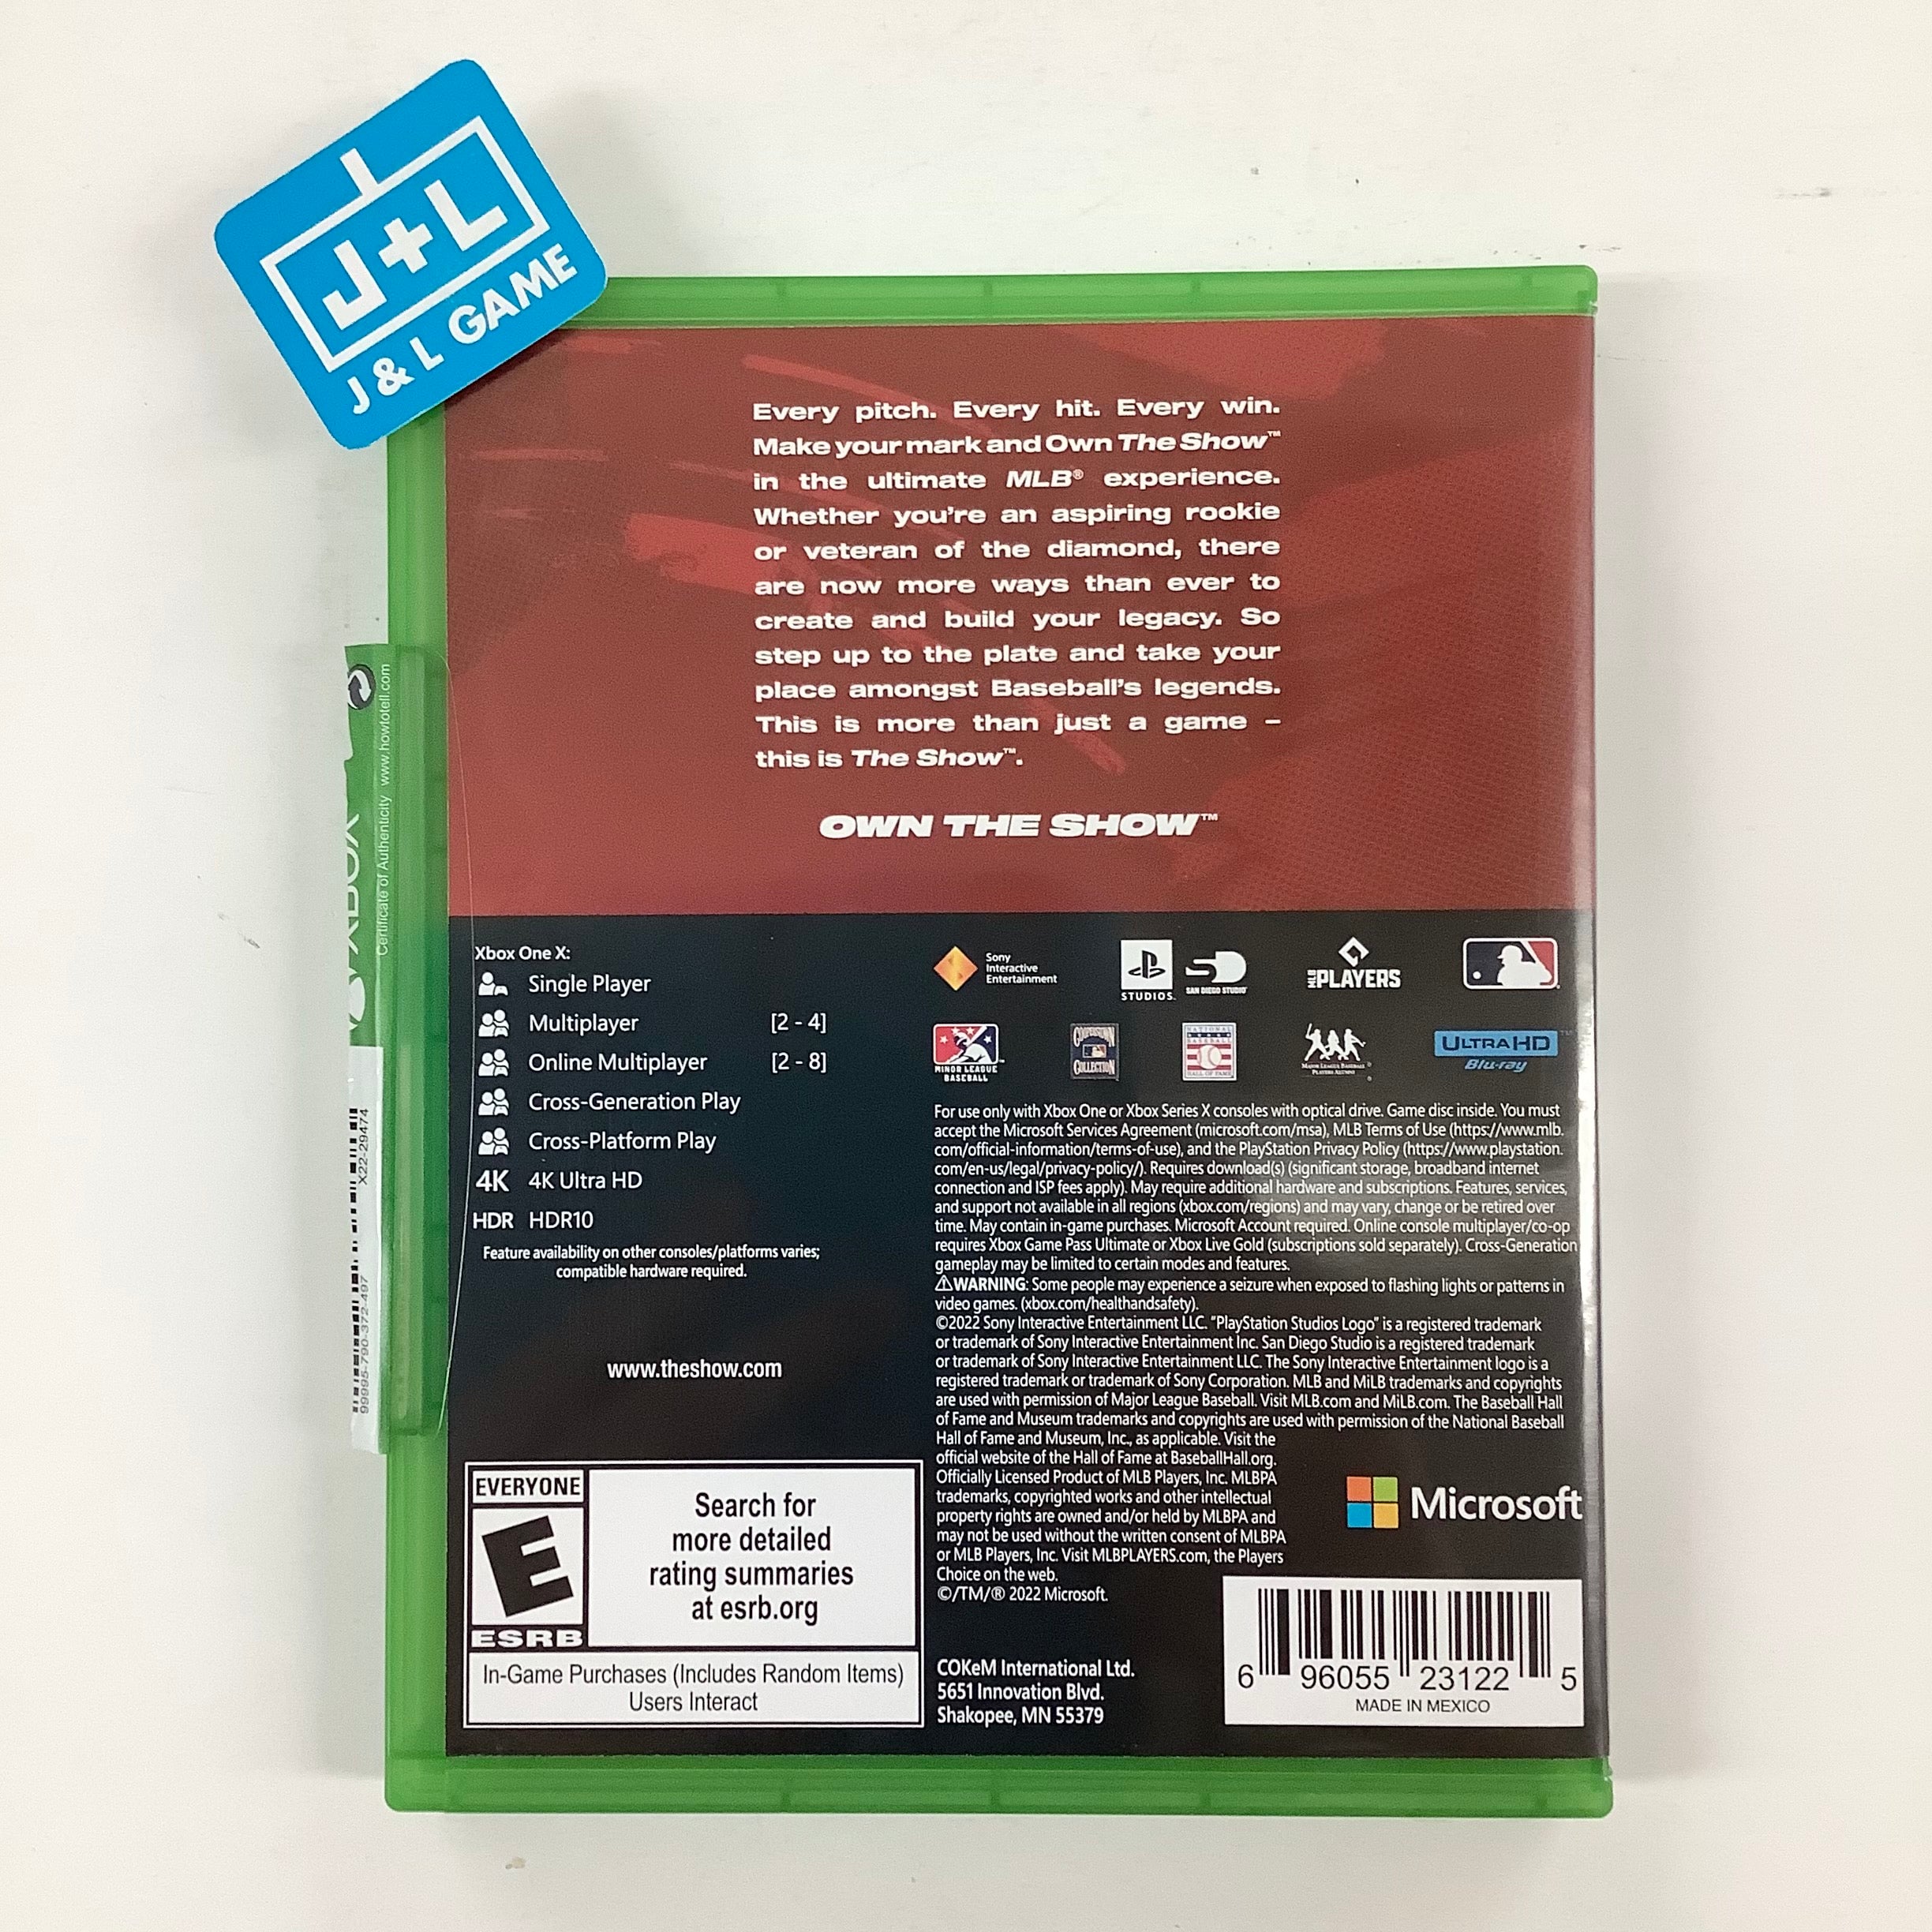 J+L
J & L GAME
Every pitch. Every hit. Every win.
Make your mark and Own The Show™
in the ultimate MLB® experience.
Whether you're an aspiring rookie
or veteran of the diamond, there
are now more ways than ever to
create and build your legacy. So
step up to the plate and take your
place amongst Baseball's legends.
This is more than just a game –
this is The Show™.
OWN THE SHOW™
XBOX
Certificate of Authenticity www.howtotell.com
X22-29474
99995-790-372-497
Xbox One X:
Single Player
Multiplayer [2 - 4]
Online Multiplayer [2 - 8]
Cross-Generation Play
Cross-Platform Play
4K 4K Ultra HD
HDR HDR10
Feature availability on other consoles/platforms varies;
compatible hardware required.
www.theshow.com
EVERYONE
E
ESRB
Search for
more detailed
rating summaries
at esrb.org
In-Game Purchases (Includes Random Items)
Users Interact
Sony
Interactive
Entertainment
STUDIOS
SAN DIEGO STUDIO
MLB PLAYERS
MINOR LEAGUE
BASEBALL
COOPERSTOWN
COLLECTION
NATIONAL
BASEBALL
HALL OF FAME
MAJOR LEAGUE BASEBALL
PLAYERS ALUMNI
ULTRA HD
Blu-ray™
For use only with Xbox One or Xbox Series X consoles with optical drive. Game disc inside. You must
accept the Microsoft Services Agreement (microsoft.com/msa), MLB Terms of Use (https://www.mlb.
com/official-information/terms-of-use), and the PlayStation Privacy Policy (https://www.playstation.
com/en-us/legal/privacy-policy/). Requires download(s) (significant storage, broadband internet
connection and ISP fees apply). May require additional hardware and subscriptions. Features, services,
and support not available in all regions (xbox.com/regions) and may vary, change or be retired over
time. May contain in-game purchases. Microsoft Account required. Online console multiplayer/co-op
requires Xbox Game Pass Ultimate or Xbox Live Gold (subscriptions sold separately). Cross-Generation
gameplay may be limited to certain modes and features.
⚠WARNING: Some people may experience a seizure when exposed to flashing lights or patterns in
video games. (xbox.com/healthandsafety).
©2022 Sony Interactive Entertainment LLC. "PlayStation Studios Logo" is a registered trademark
or trademark of Sony Interactive Entertainment Inc. San Diego Studio is a registered trademark
or trademark of Sony Interactive Entertainment LLC. The Sony Interactive Entertainment logo is a
registered trademark or trademark of Sony Corporation. MLB and MiLB trademarks and copyrights
are used with permission of Major League Baseball. Visit MLB.com and MiLB.com. The Baseball Hall
of Fame and Museum trademarks and copyrights are used with permission of the National Baseball
Hall of Fame and Museum, Inc., as applicable. Visit the
official website of the Hall of Fame at BaseballHall.org.
Officially Licensed Product of MLB Players, Inc. MLBPA
trademarks, copyrighted works and other intellectual
property rights are owned and/or held by MLBPA and
may not be used without the written consent of MLBPA
or MLB Players, Inc. Visit MLBPLAYERS.com, the Players
Choice on the web.
©/TM/® 2022 Microsoft.
Microsoft
COKeM International Ltd.
5651 Innovation Blvd.
Shakopee, MN 55379
6 96055 23122 5
MADE IN MEXICO